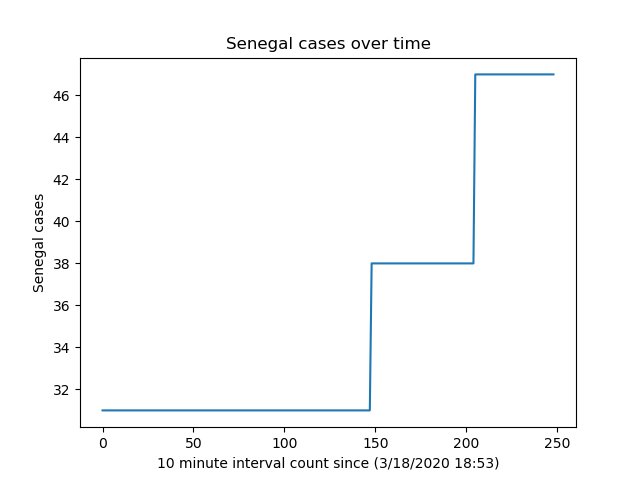 Senegal cases over time
Senegal cases
46
44
42
40
38
36
34
32
0 50 100 150 200 250
10 minute interval count since (3/18/2020 18:53)